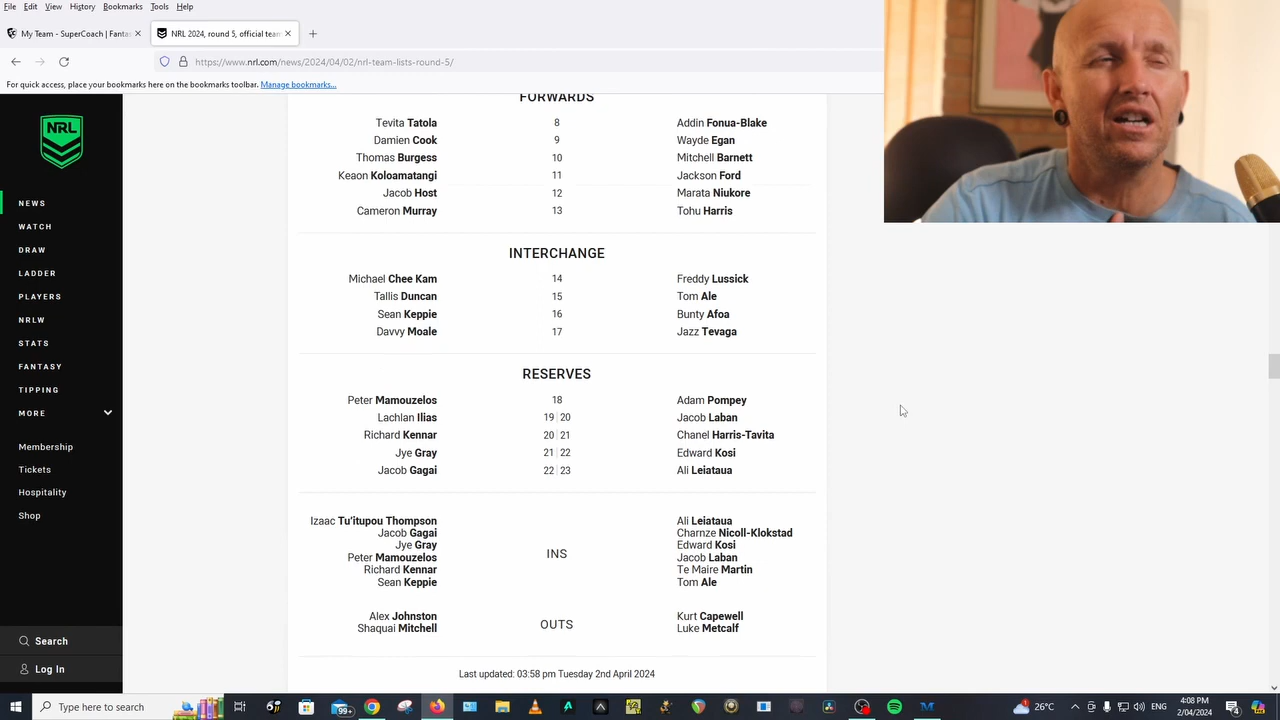 File Edit View History Bookmarks Tools Help
My Team - SuperCoach | Fantas
NRL 2024, round 5, official team
https://www.nrl.com/news/2024/04/02/nrl-team-lists-round-5/
For quick access, place your bookmarks here on the bookmarks toolbar. Manage bookmarks...
NRL
NEWS
WATCH
DRAW
LADDER
PLAYERS
NRLW
STATS
FANTASY
TIPPING
MORE
Membership
Tickets
Hospitality
Shop
Search
Log In
FORWARDS
Tevita Tatola 8 Addin Fonua-Blake
Damien Cook 9 Wayde Egan
Thomas Burgess 10 Mitchell Barnett
Keaon Koloamatangi 11 Jackson Ford
Jacob Host 12 Marata Niukore
Cameron Murray 13 Tohu Harris
INTERCHANGE
Michael Chee Kam 14 Freddy Lussick
Tallis Duncan 15 Tom Ale
Sean Keppie 16 Bunty Afoa
Davvy Moale 17 Jazz Tevaga
RESERVES
Peter Mamouzelos 18 Adam Pompey
Lachlan Ilias 19 | 20 Jacob Laban
Richard Kennar 20 | 21 Chanel Harris-Tavita
Jye Gray 21 | 22 Edward Kosi
Jacob Gagai 22 | 23 Ali Leiataua
Izaac Tu'itupou Thompson Ali Leiataua
Jacob Gagai Charnze Nicoll-Klokstad
Jye Gray Edward Kosi
INS
Peter Mamouzelos Jacob Laban
Richard Kennar Te Maire Martin
Sean Keppie Tom Ale
Alex Johnston Kurt Capewell
OUTS
Shaquai Mitchell Luke Metcalf
Last updated: 03:58 pm Tuesday 2nd April 2024
Type here to search
26°C
4:08 PM
2/04/2024